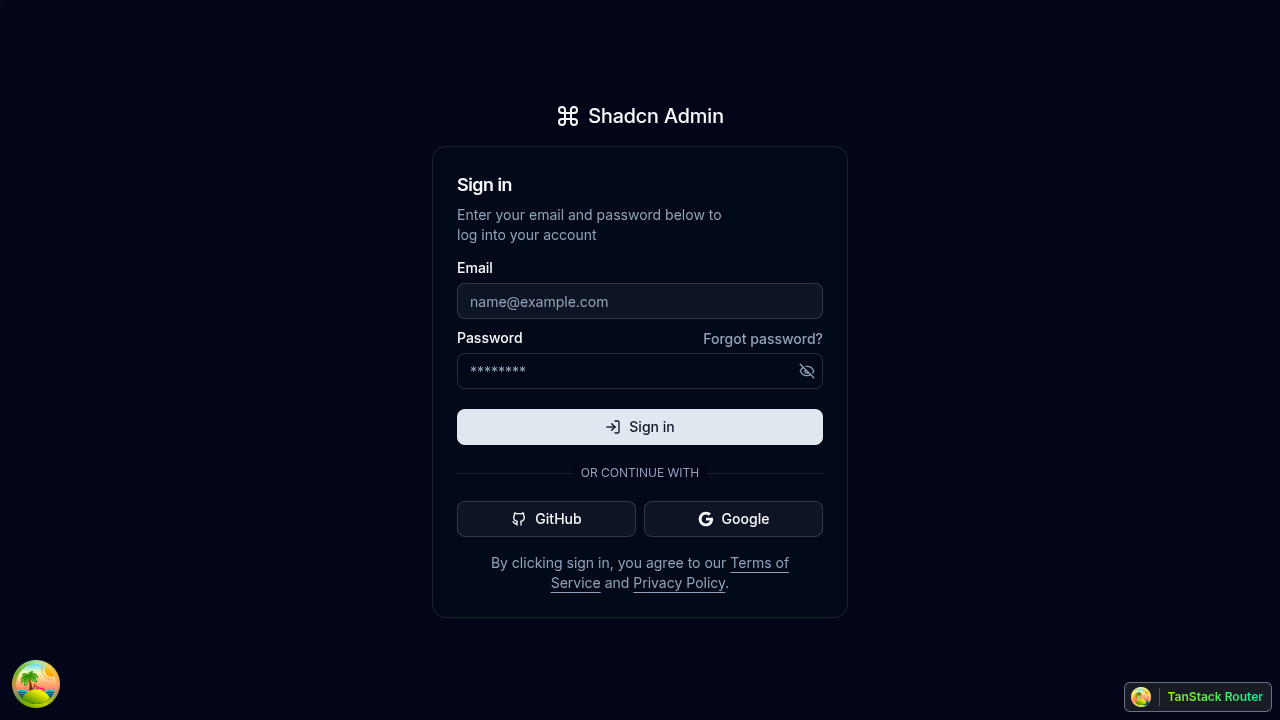 Shadcn Admin
Sign in
Enter your email and password below to
log into your account
Email
name@example.com
Password
Forgot password?
********
Sign in
OR CONTINUE WITH
GitHub
Google
By clicking sign in, you agree to our Terms of
Service and Privacy Policy.
TanStack Router